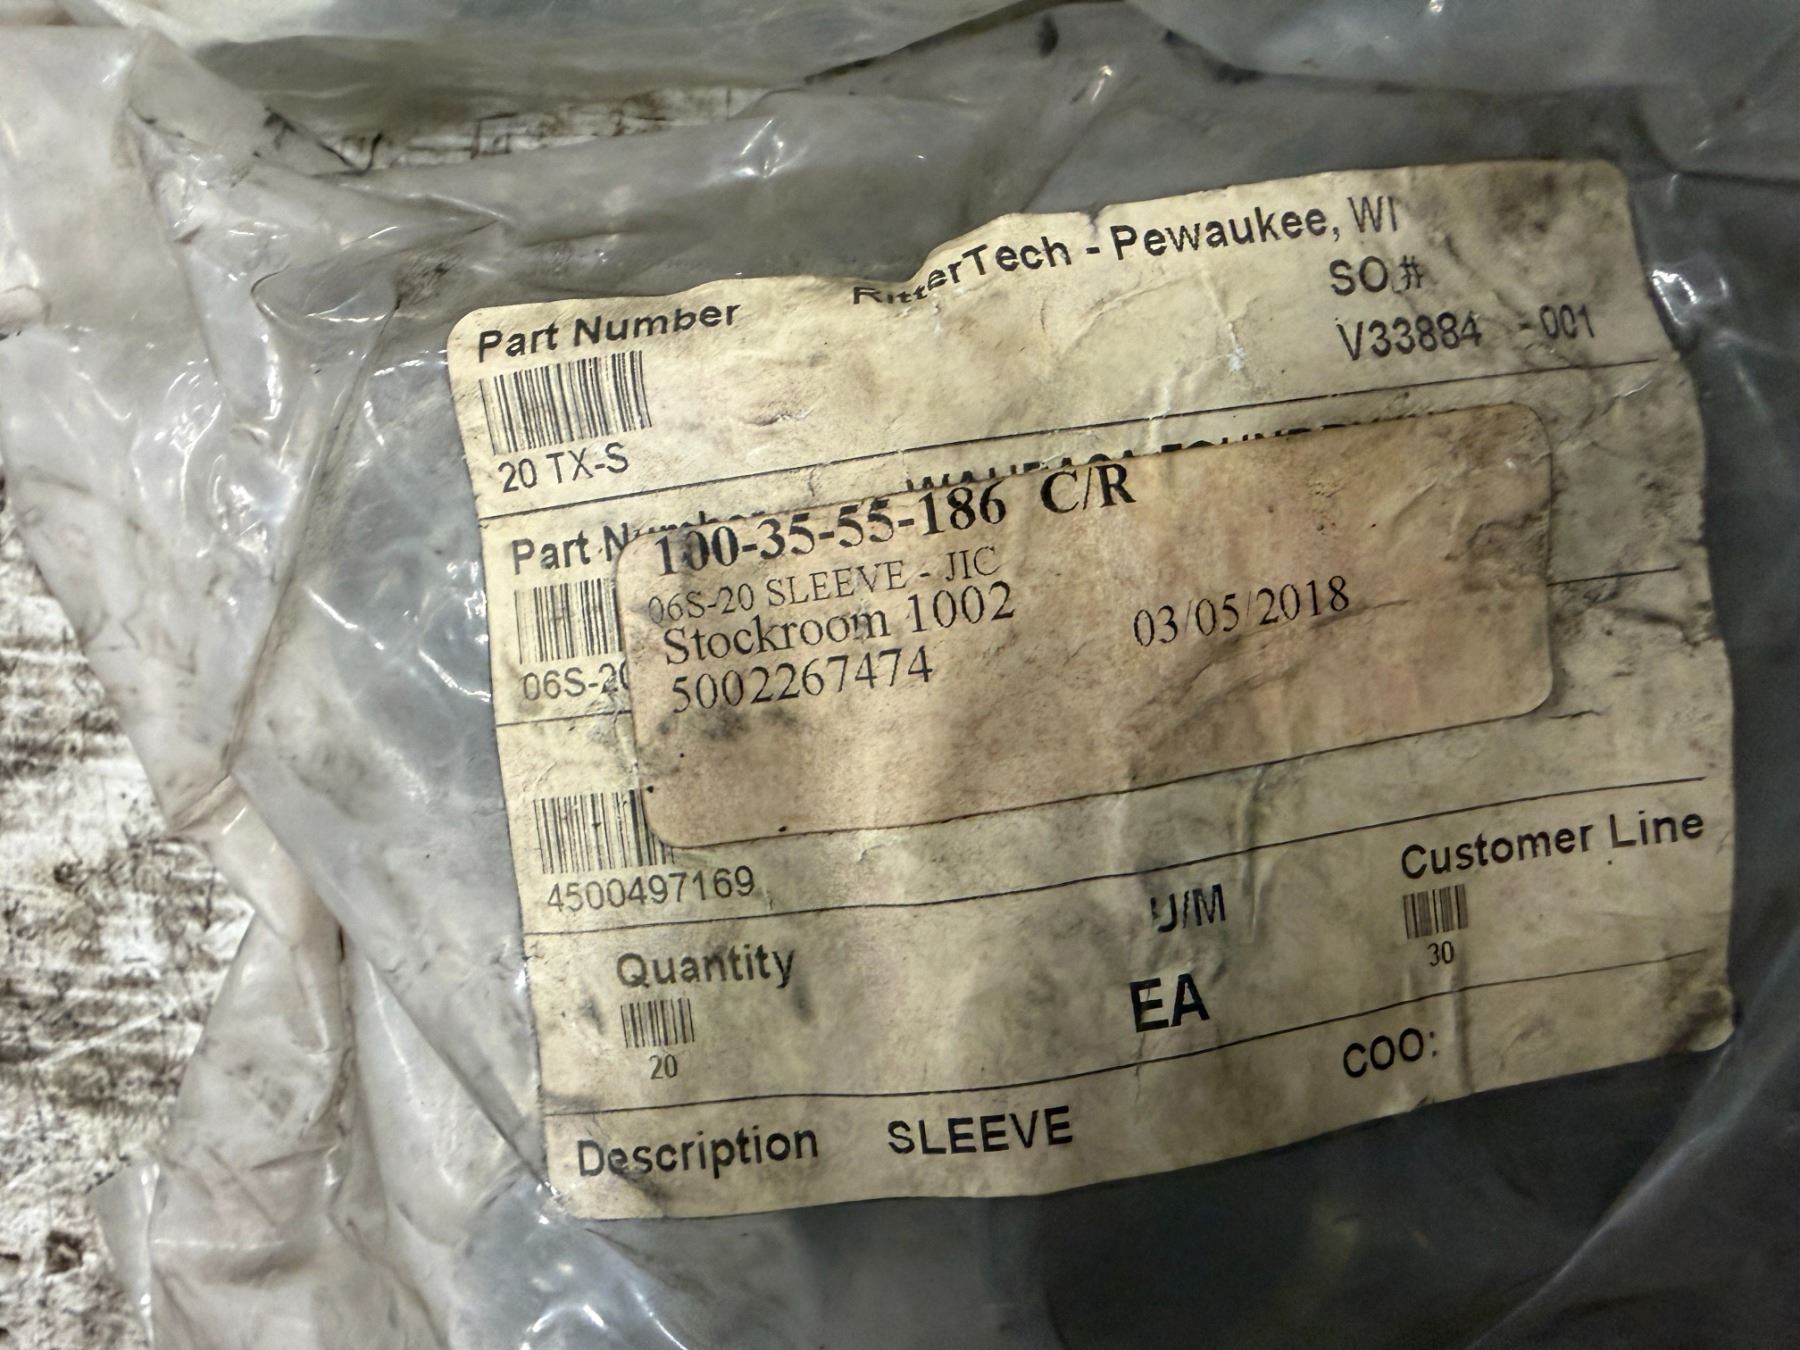 RitterTech - Pewaukee, WI
Part Number
SO #
V33884 - 001
20 TX-S
WAUPACA FOUNDRY
Part Number
100-35-55-186 C/R
06S-20 SLEEVE - JIC
Stockroom 1002 03/05/2018
5002267474
06S-20
4500497169
Quantity U/M Customer Line
20 EA 30
COO:
Description SLEEVE